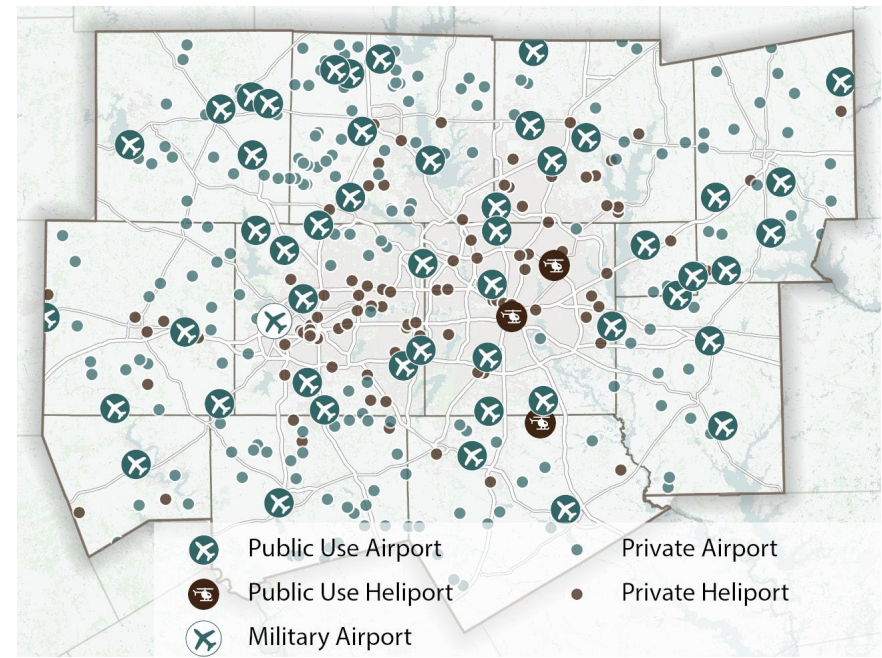 Public Use Airport
Private Airport
Public Use Heliport
Private Heliport
Military Airport